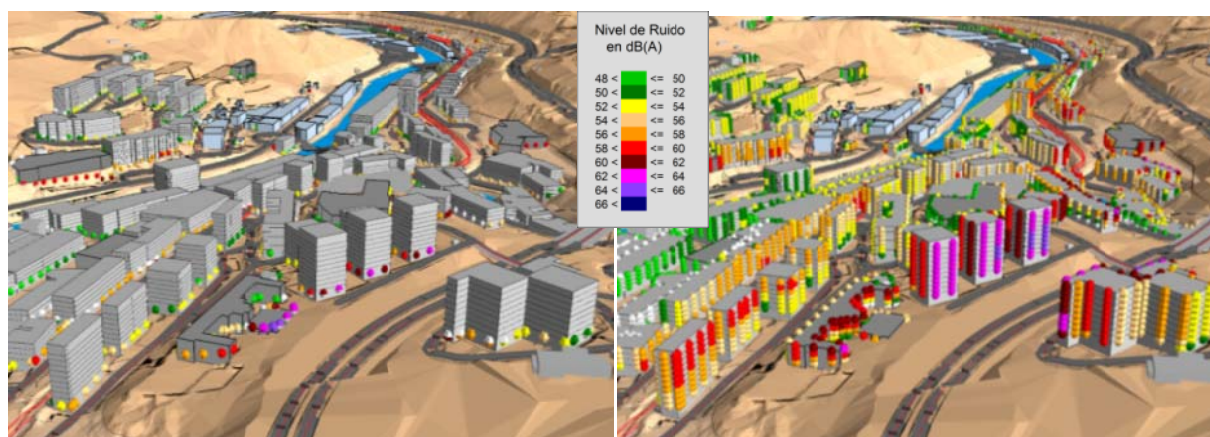 Nivel de Ruido
en dB(A)
48 < <= 50
50 < <= 52
52 < <= 54
54 < <= 56
56 < <= 58
58 < <= 60
60 < <= 62
62 < <= 64
64 < <= 66
66 <